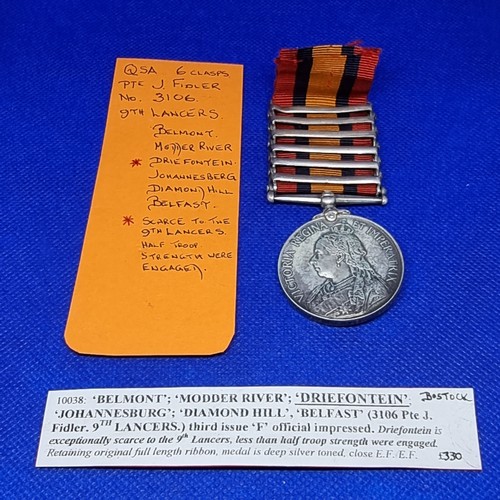 QSA 6 CLASPS
PTE J. FIDLER
No. 3106.
9TH LANCERS.
BELMONT.
MODDER RIVER
* DRIEFONTEIN.
JOHANNESBERG
DIAMOND HILL
BELFAST.
* SCARCE TO THE
9TH LANCERS.
HALF TROOP
STRENGTH WERE
ENGAGED.
VICTORIA REGINA ET IMPERATRIX
10038: ‘BELMONT’; ‘MODDER RIVER’; ‘DRIEFONTEIN’; BOSTOCK
‘JOHANNESBURG’; ‘DIAMOND HILL’, ‘BELFAST’ (3106 Pte J.
Fidler. 9TH LANCERS.) third issue ‘F’ official impressed. Driefontein is
exceptionally scarce to the 9th Lancers, less than half troop strength were engaged.
Retaining original full length ribbon, medal is deep silver toned, close E.F./E.F. £330